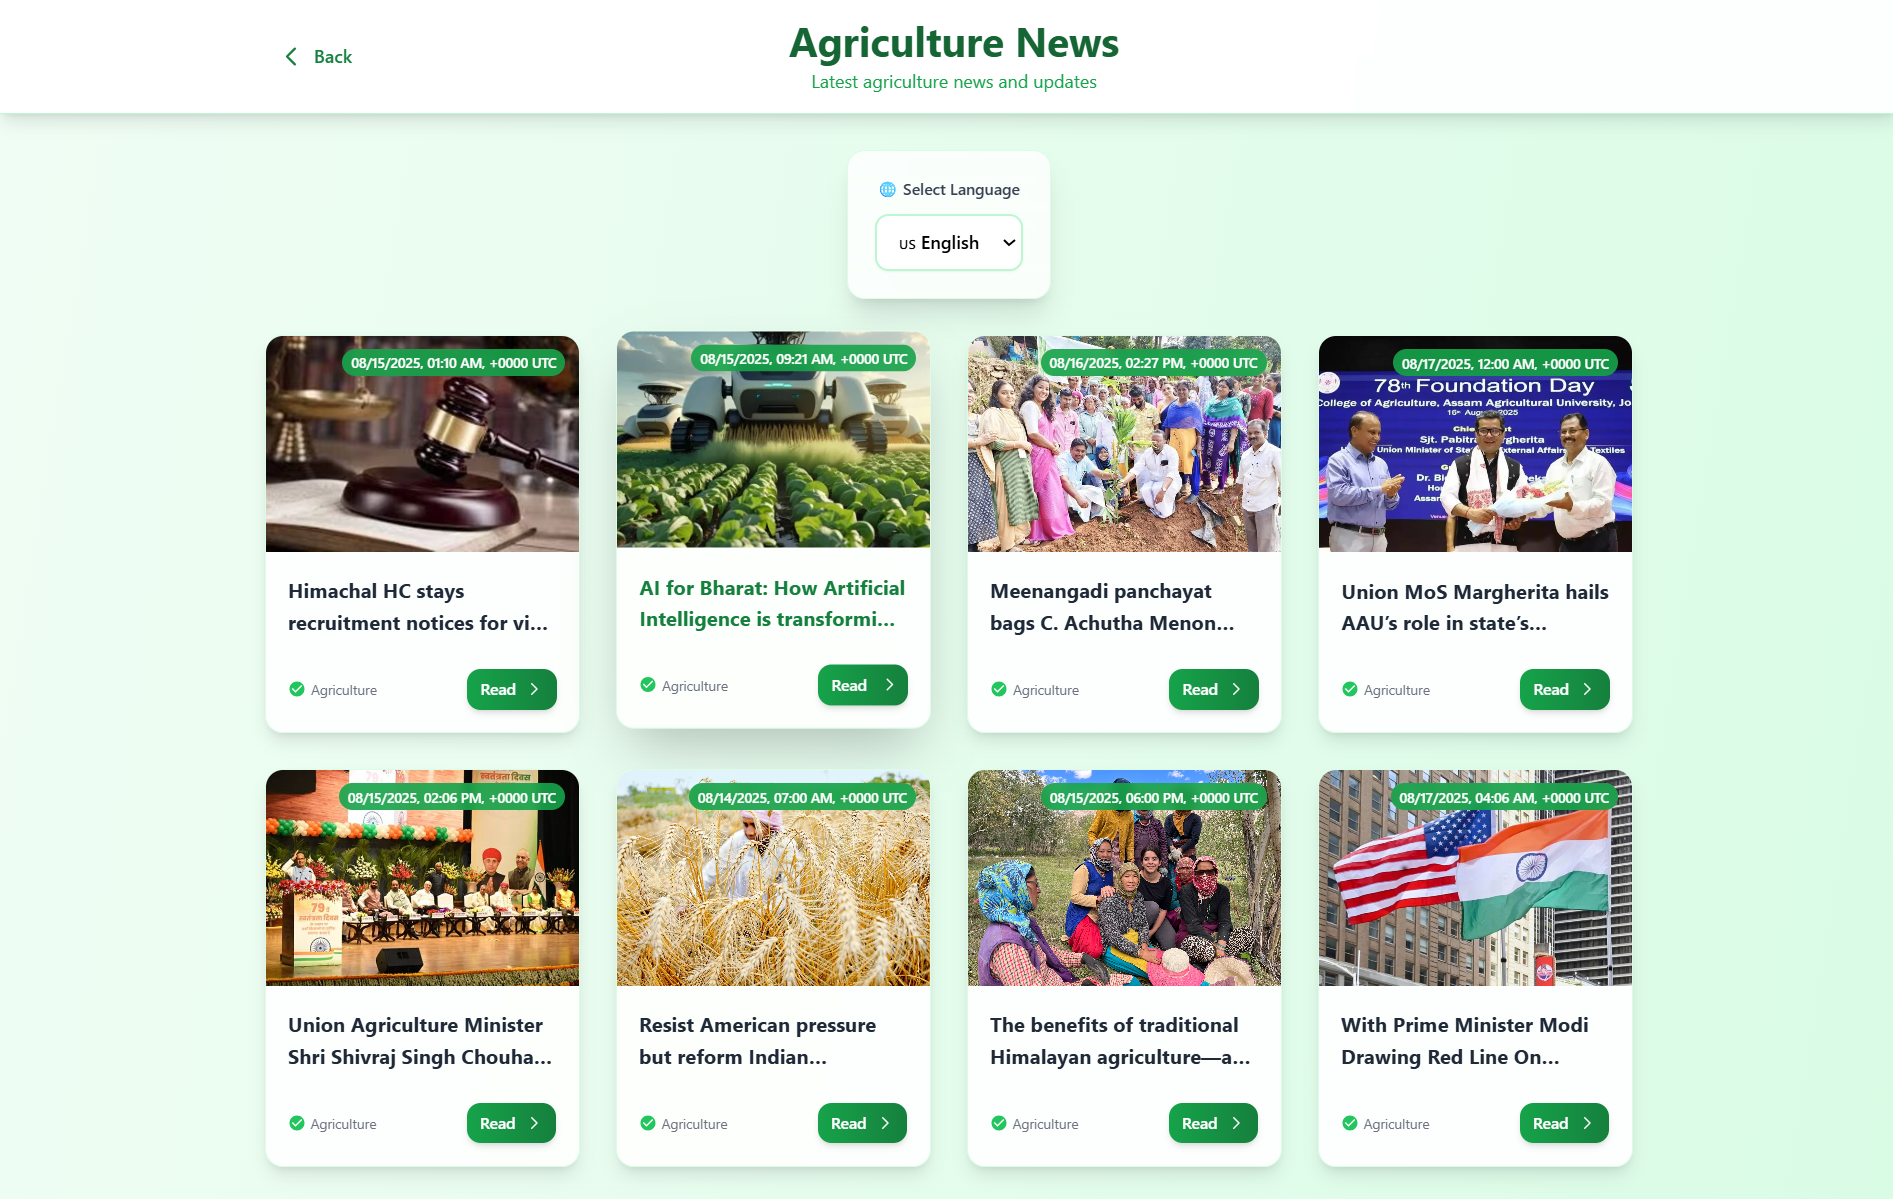 Back
Agriculture News
Latest agriculture news and updates
Select Language
us English
08/15/2025, 01:10 AM, +0000 UTC
Himachal HC stays
recruitment notices for vi...
Agriculture
Read
08/15/2025, 09:21 AM, +0000 UTC
AI for Bharat: How Artificial
Intelligence is transformi...
Agriculture
Read
08/16/2025, 02:27 PM, +0000 UTC
Meenangadi panchayat
bags C. Achutha Menon...
Agriculture
Read
08/17/2025, 12:00 AM, +0000 UTC
78th Foundation Day
College of Agriculture, Assam Agricultural University, Jo
2025
Sjt. Pabitra
Union Minister of
External Affairs
Textiles
Union MoS Margherita hails
AAU’s role in state’s...
Agriculture
Read
08/15/2025, 02:06 PM, +0000 UTC
स्वतंत्रता दिवस
79
स्वतंत्रता दिवस
Union Agriculture Minister
Shri Shivraj Singh Chouha...
Agriculture
Read
08/14/2025, 07:00 AM, +0000 UTC
Resist American pressure
but reform Indian...
Agriculture
Read
08/15/2025, 06:00 PM, +0000 UTC
The benefits of traditional
Himalayan agriculture—a...
Agriculture
Read
08/17/2025, 04:06 AM, +0000 UTC
With Prime Minister Modi
Drawing Red Line On...
Agriculture
Read